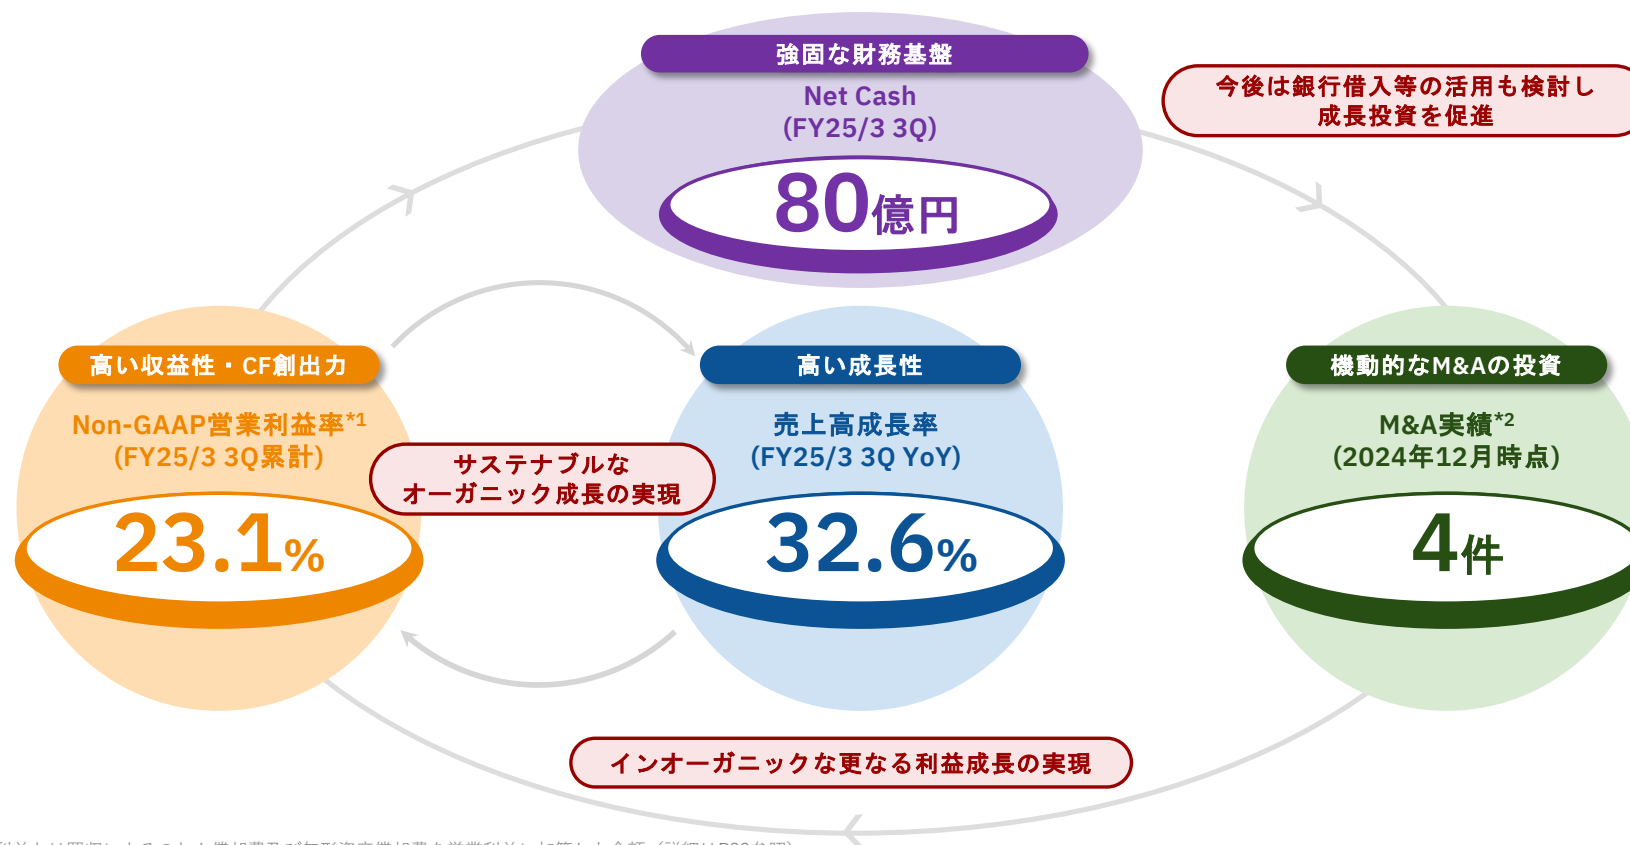 強固な財務基盤
Net Cash
(FY25/3 3Q)
80億円
今後は銀行借入等の活用も検討し
成長投資を促進
高い収益性・CF創出力
Non-GAAP営業利益率*1
(FY25/3 3Q累計)
23.1%
サステナブルな
オーガニック成長の実現
高い成長性
売上高成長率
(FY25/3 3Q YoY)
32.6%
機動的なM&Aの投資
M&A実績*2
(2024年12月時点)
4件
インオーガニックな更なる利益成長の実現